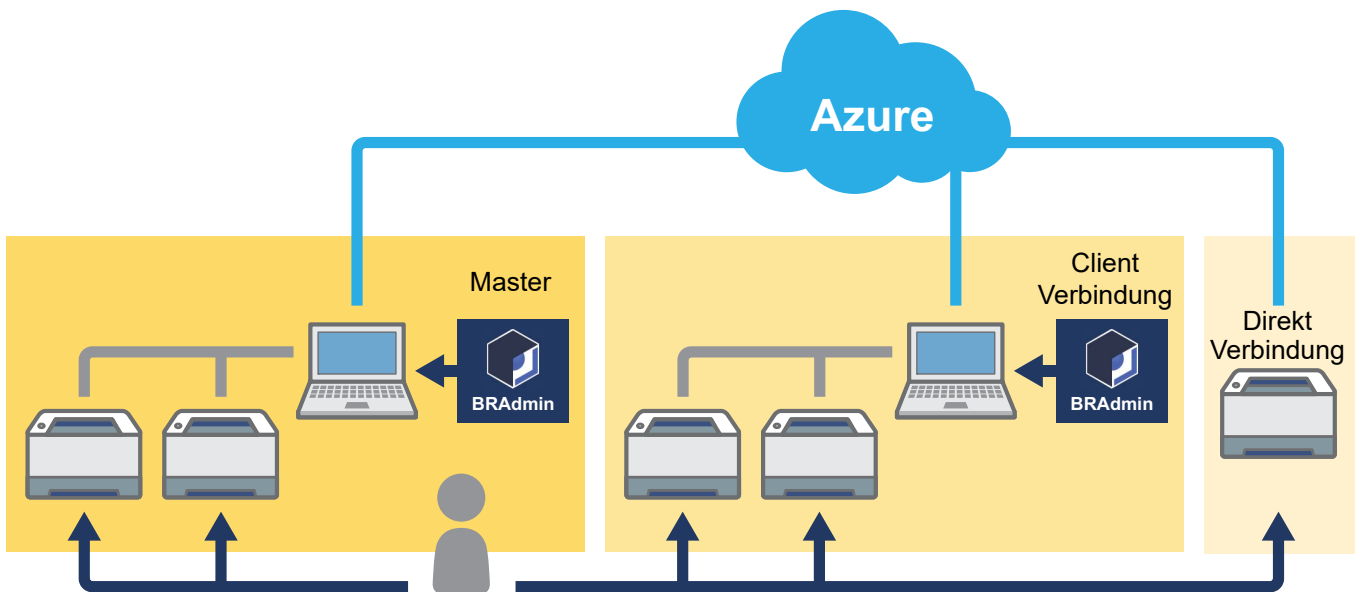 Azure
Master
BRAdmin
Client
Verbindung
BRAdmin
Direkt
Verbindung